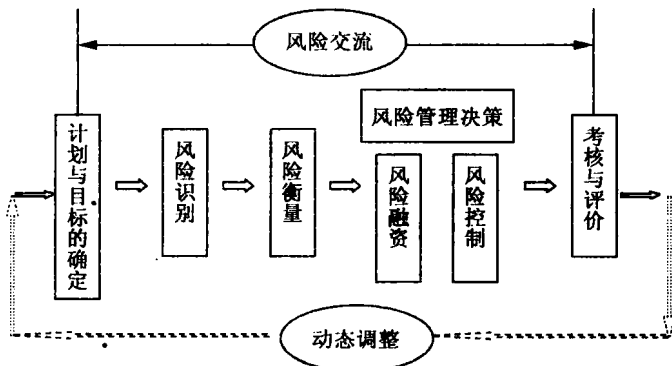 风险交流
风险管理决策
计划与目标的确定
风险识别
风险衡量
风险融资
风险控制
考核与评价
动态调整